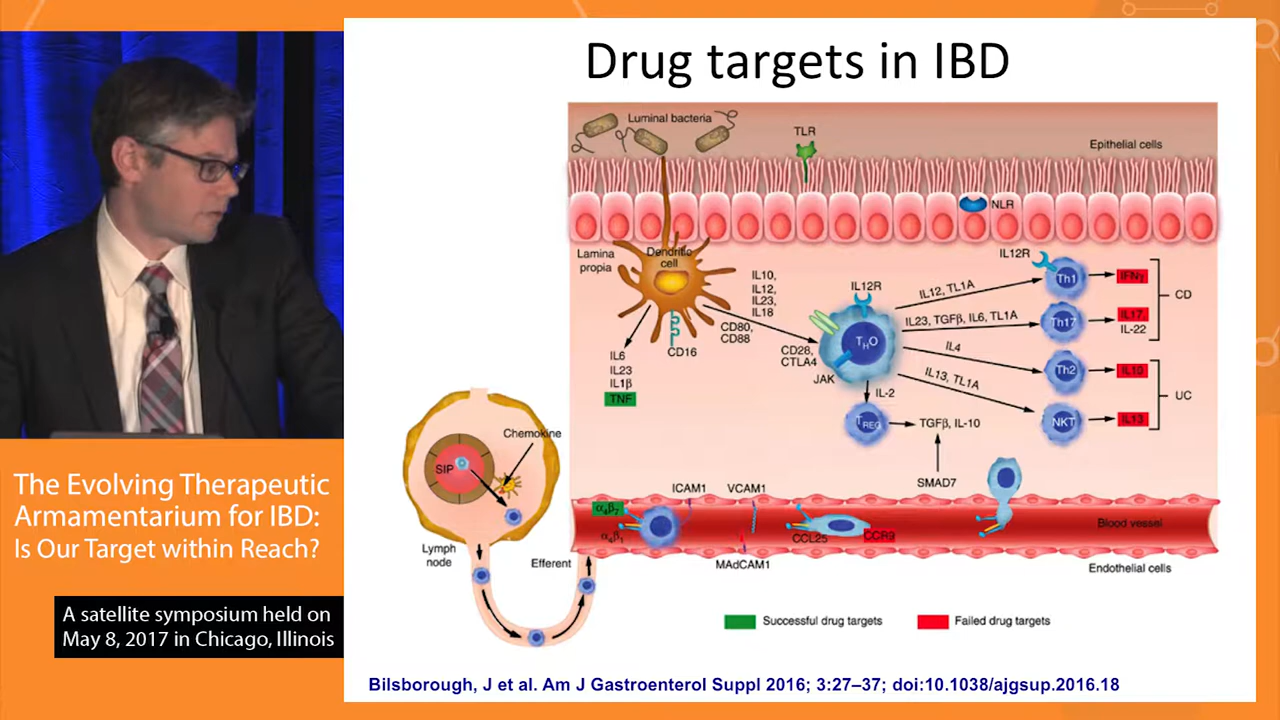 Drug targets in IBD
Luminal bacteria
TLR
Epithelial cells
NLR
Lamina
propia
Dendritic
cell
IL10,
IL12,
IL23,
IL18
CD80,
CD88
CD16
IL6
IL23
IL1β
TNF
IL12R
CD28,
CTLA4
JAK
THO
IL-2
TREG
TGFβ, IL-10
SMAD7
IL12, TL1A
IL23, TGFβ, IL6, TL1A
IL4
IL13, TL1A
IL12R
Th1
IFNγ
Th17
IL17
IL-22
CD
Th2
NKT
IL13
UC
Chemokine
SIP
Lymph
node
Efferent
ICAM1
VCAM1
α4β7
α4β1
MAdCAM1
CCL25
CCR9
Blood vessel
Endothelial cells
Successful drug targets
Failed drug targets
Bilsborough, J et al. Am J Gastroenterol Suppl 2016; 3:27–37; doi:10.1038/ajgsup.2016.18
The Evolving Therapeutic
Armamentarium for IBD:
Is Our Target within Reach?
A satellite symposium held on
May 8, 2017 in Chicago, Illinois